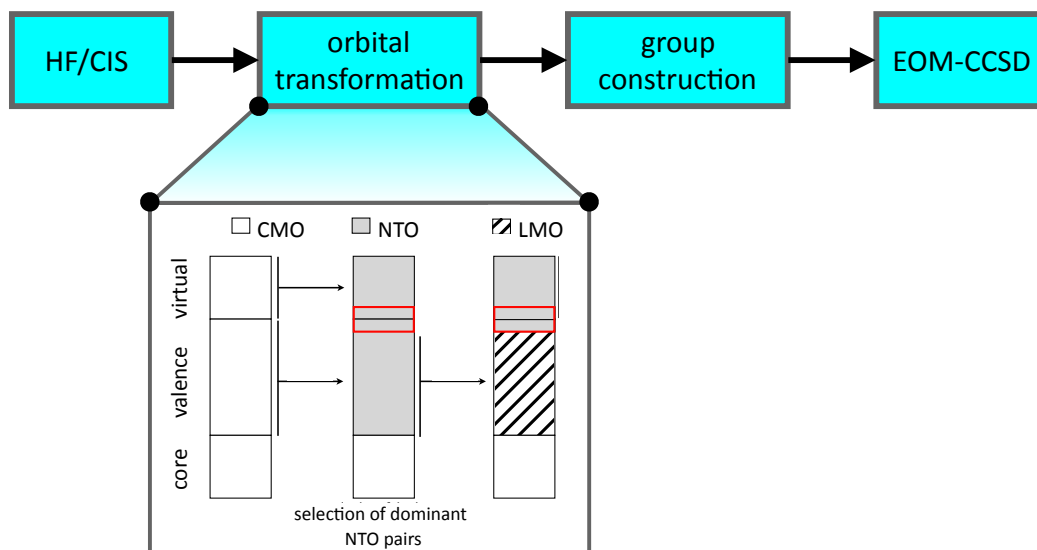 HF/CIS
orbital
transformation
group
construction
EOM-CCSD
CMO
NTO
LMO
virtual
valence
core
selection of dominant
NTO pairs